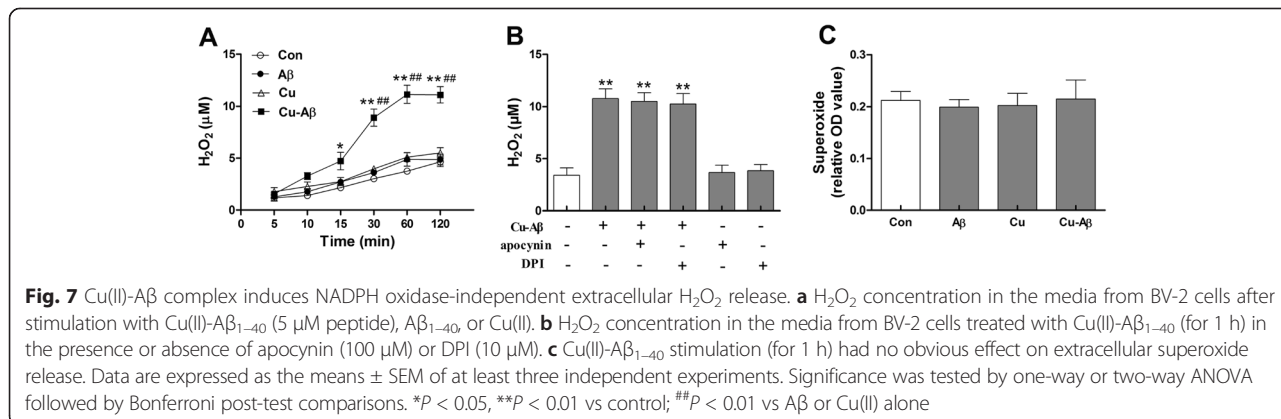 A
Con
Aβ
Cu
Cu-Aβ
H₂O₂ (μM)
15
10
5
0
*
**##
**##
**##
0 5 10 15 30 60 120
Time (min)
B
H₂O₂ (μM)
15
10
5
0
** ** **
Cu-Aβ - + + + - -
apocynin - - + - + -
DPI - - - + - +
C
Superoxide
(relative OD value)
0.3
0.2
0.1
0.0
Con Aβ Cu Cu-Aβ
Fig. 7 Cu(II)-Aβ complex induces NADPH oxidase-independent extracellular H₂O₂ release. a H₂O₂ concentration in the media from BV-2 cells after
stimulation with Cu(II)-Aβ₁₋₄₀ (5 μM peptide), Aβ₁₋₄₀, or Cu(II). b H₂O₂ concentration in the media from BV-2 cells treated with Cu(II)-Aβ₁₋₄₀ (for 1 h) in
the presence or absence of apocynin (100 μM) or DPI (10 μM). c Cu(II)-Aβ₁₋₄₀ stimulation (for 1 h) had no obvious effect on extracellular superoxide
release. Data are expressed as the means ± SEM of at least three independent experiments. Significance was tested by one-way or two-way ANOVA
followed by Bonferroni post-test comparisons. *P < 0.05, **P < 0.01 vs control; ##P < 0.01 vs Aβ or Cu(II) alone